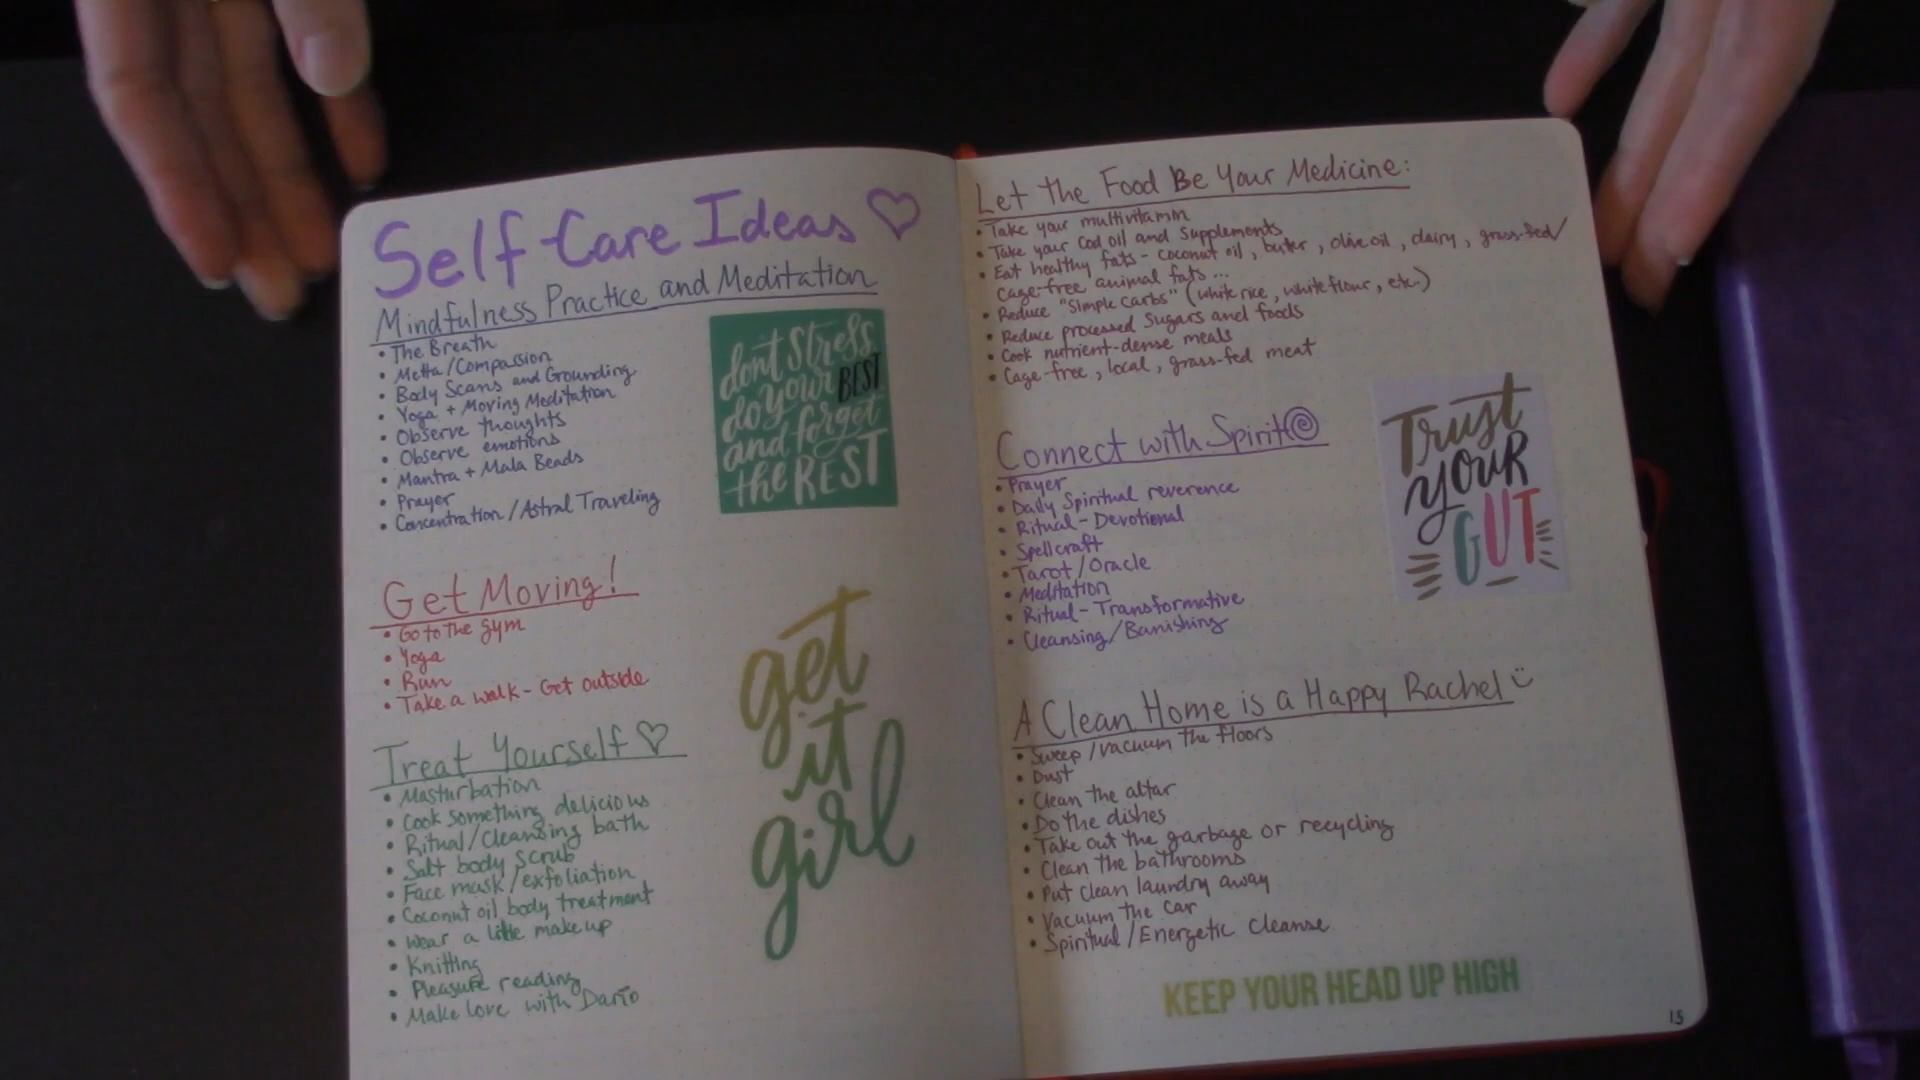 Self-Care Ideas
Mindfulness Practice and Meditation
• The Breath
• Metta/Compassion
• Body Scans and Grounding
• Yoga + Moving Meditation
• Observe thoughts
• Observe emotions
• Mantra + Mala Beads
• Prayer
• Concentration/Astral Traveling
dont stress
do your BEST
and forget
the REST
Get Moving!
• Go to the gym
• Yoga
• Run
• Take a walk - Get outside
Treat Yourself
• Masturbation
• Cook something delicious
• Ritual/Cleansing bath
• Salt body scrub
• Face mask/exfoliation
• Coconut oil body treatment
• Wear a little makeup
• Knitting
• Pleasure reading
• Make love with Dario
get
it
girl
Let the Food Be Your Medicine:
• Take your multivitamin
• Take your Cod oil and Supplements
• Eat healthy fats - coconut oil, butter, olive oil, dairy, grass-fed
Cage-free animal fats...
• Reduce "Simple Carbs" (white rice, white flour, etc.)
• Reduce processed sugars and foods
• Cook nutrient-dense meals
• Cage-free, local, grass-fed meat
Connect with Spirit
• Prayer
• Daily Spiritual reverence
• Ritual - Devotional
• Spellcraft
• Tarot/Oracle
• Meditation
• Ritual - Transformative
• Cleansing/Banishing
Trust
your
GUT
A Clean Home is a Happy Rachel
• Sweep/vacuum the floors
• Dust
• Clean the altar
• Do the dishes
• Take out the garbage or recycling
• Clean the bathrooms
• Put clean laundry away
• Vacuum the car
• Spiritual/Energetic Cleanse
KEEP YOUR HEAD UP HIGH
15